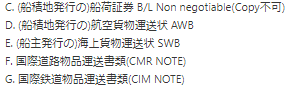 C. (船積地発行の)船荷証券 B/L Non negotiable(Copy不可)
D. (船積地発行の)航空貨物運送状 AWB
E. (船主発行の)海上貨物運送状 SWB
F. 国際道路物品運送書類(CMR NOTE)
G. 国際鉄道物品運送書類(CIM NOTE)